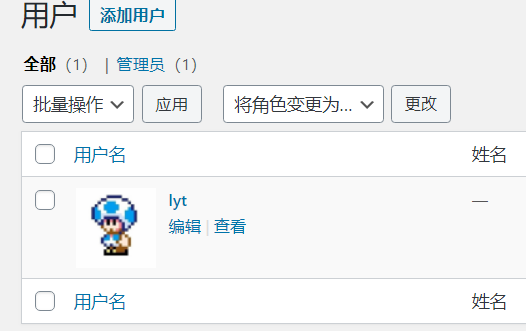 用户 添加用户
全部 (1) | 管理员 (1)
批量操作 应用 将角色变更为... 更改
用户名 姓名
lyt —
编辑 | 查看
用户名 姓名